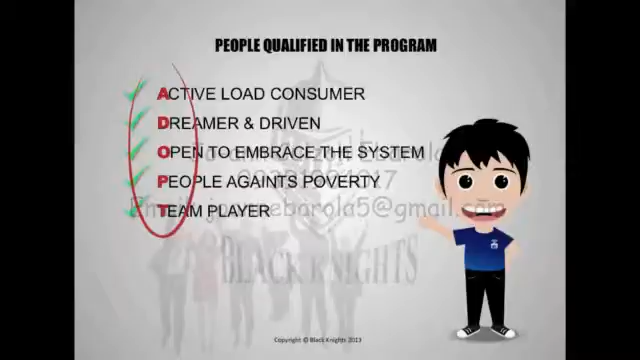 PEOPLE QUALIFIED IN THE PROGRAM
ACTIVE LOAD CONSUMER
DREAMER & DRIVEN
OPEN TO EMBRACE THE SYSTEM
PEOPLE AGAINTS POVERTY
TEAM PLAYER
BLACK KNIGHTS
Copyright © Black Knights 2013